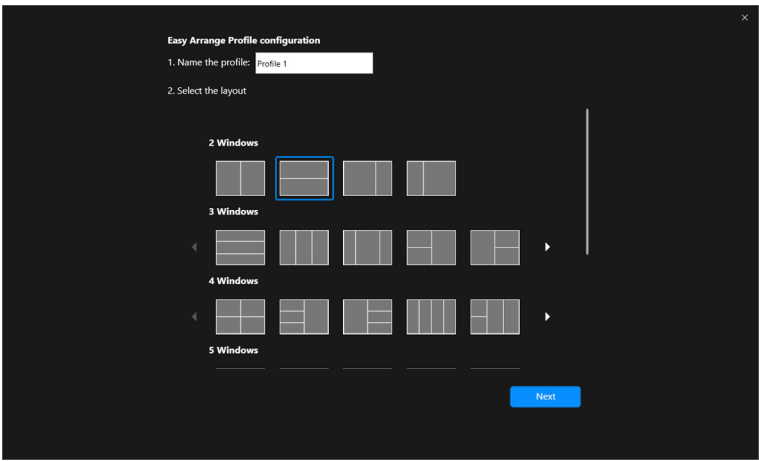 Easy Arrange Profile configuration
1. Name the profile: Profile 1
2. Select the layout
2 Windows
3 Windows
4 Windows
5 Windows
Next